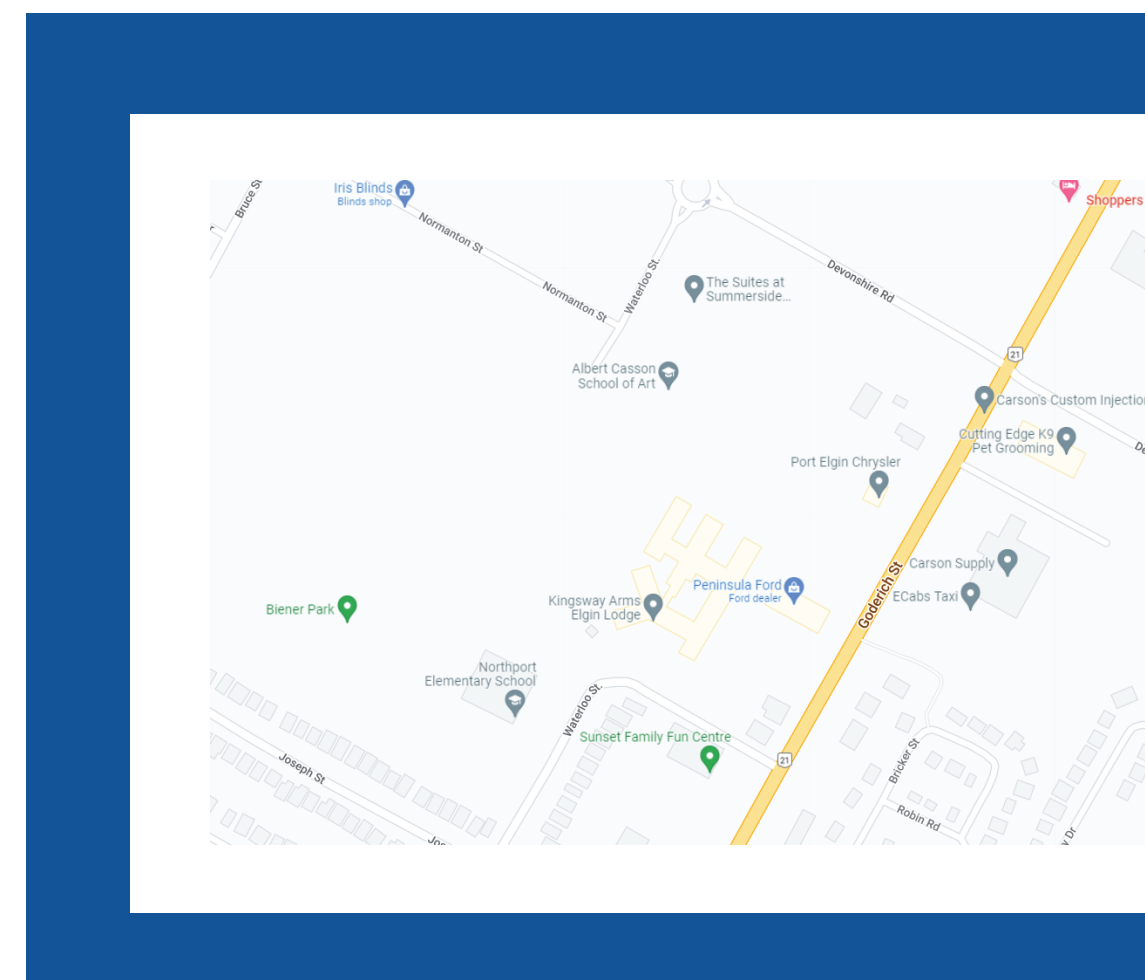 Bruce St
Iris Blinds
Blinds shop
Normanton St
Shoppers
Waterloo St.
Devonshire Rd
The Suites at
Summerside...
Normanton St
21
Albert Casson
School of Art
Carson's Custom Injection
Cutting Edge K9
Pet Grooming
Port Elgin Chrysler
Goderich St
Carson Supply
ECabs Taxi
Peninsula Ford
Ford dealer
Kingsway Arms
Elgin Lodge
Biener Park
Northport
Elementary School
Waterloo St.
Sunset Family Fun Centre
21
Joseph St
Bricker St
Robin Rd